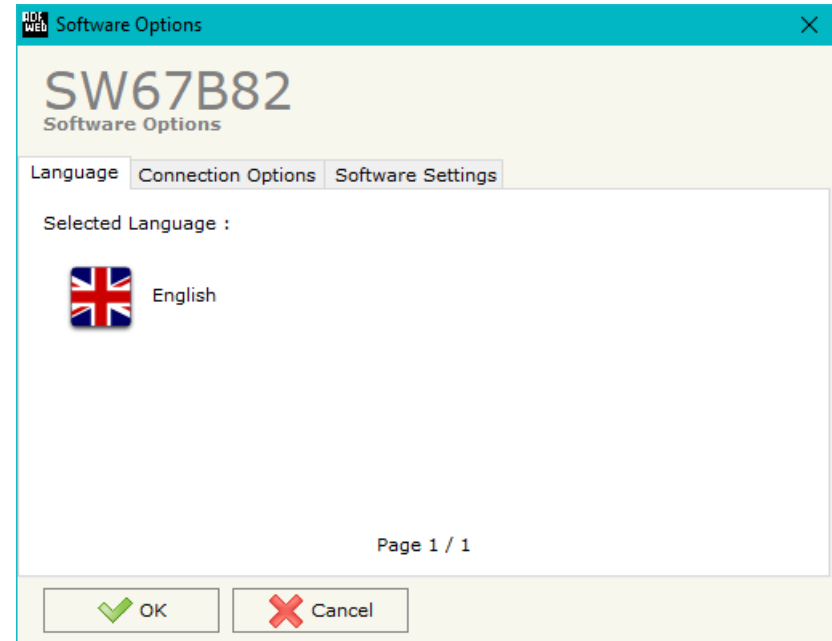 ADF
WEB Software Options
SW67B82
Software Options
Language Connection Options Software Settings
Selected Language :
English
Page 1 / 1
OK Cancel